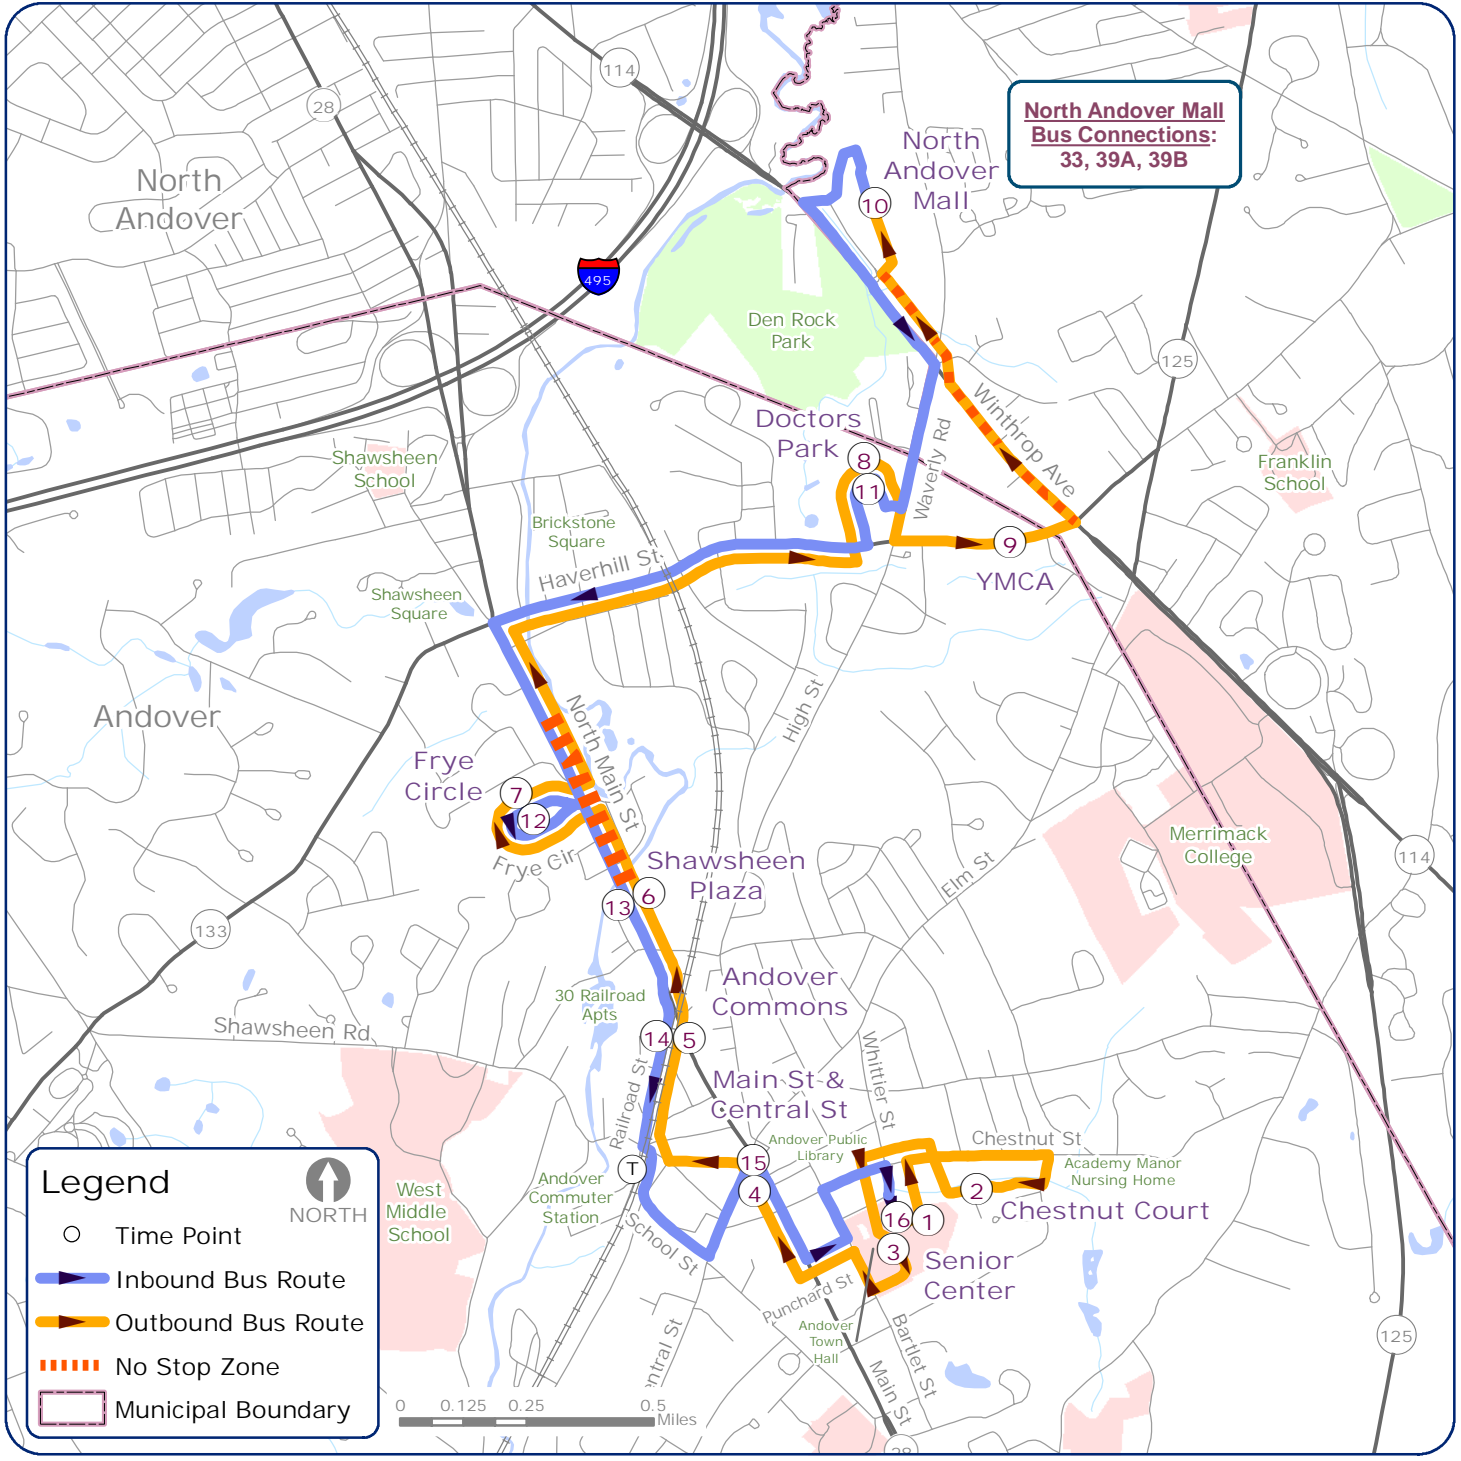 114
28
North
Andover
Mall
North Andover Mall
Bus Connections:
33, 39A, 39B
North
Andover
10
495
Den Rock
Park
125
Winthrop Ave
Doctors
Park
Waverly Rd
8
11
Shawsheen
School
Franklin
School
Brickstone
Square
9
YMCA
Haverhill St
Shawsheen
Square
Andover
High St
North Main St
Frye
Circle
7
12
Frye Cir
Merrimack
College
114
Shawsheen
Plaza
6
13
Elm St
133
Andover
Commons
30 Railroad
Apts
Shawsheen Rd
14
5
Whittier St
Railroad St
Main St &
Central St
Andover Public
Library
Chestnut St
Academy Manor
Nursing Home
15
T
4
2
Chestnut Court
Andover
Commuter
Station
West
Middle
School
School St
16
1
3
Senior
Center
Punchard St
Andover
Town
Hall
Bartlet St
Main St
entral St
125
28
Legend
NORTH
Time Point
Inbound Bus Route
Outbound Bus Route
No Stop Zone
Municipal Boundary
0 0.125 0.25 0.5
Miles